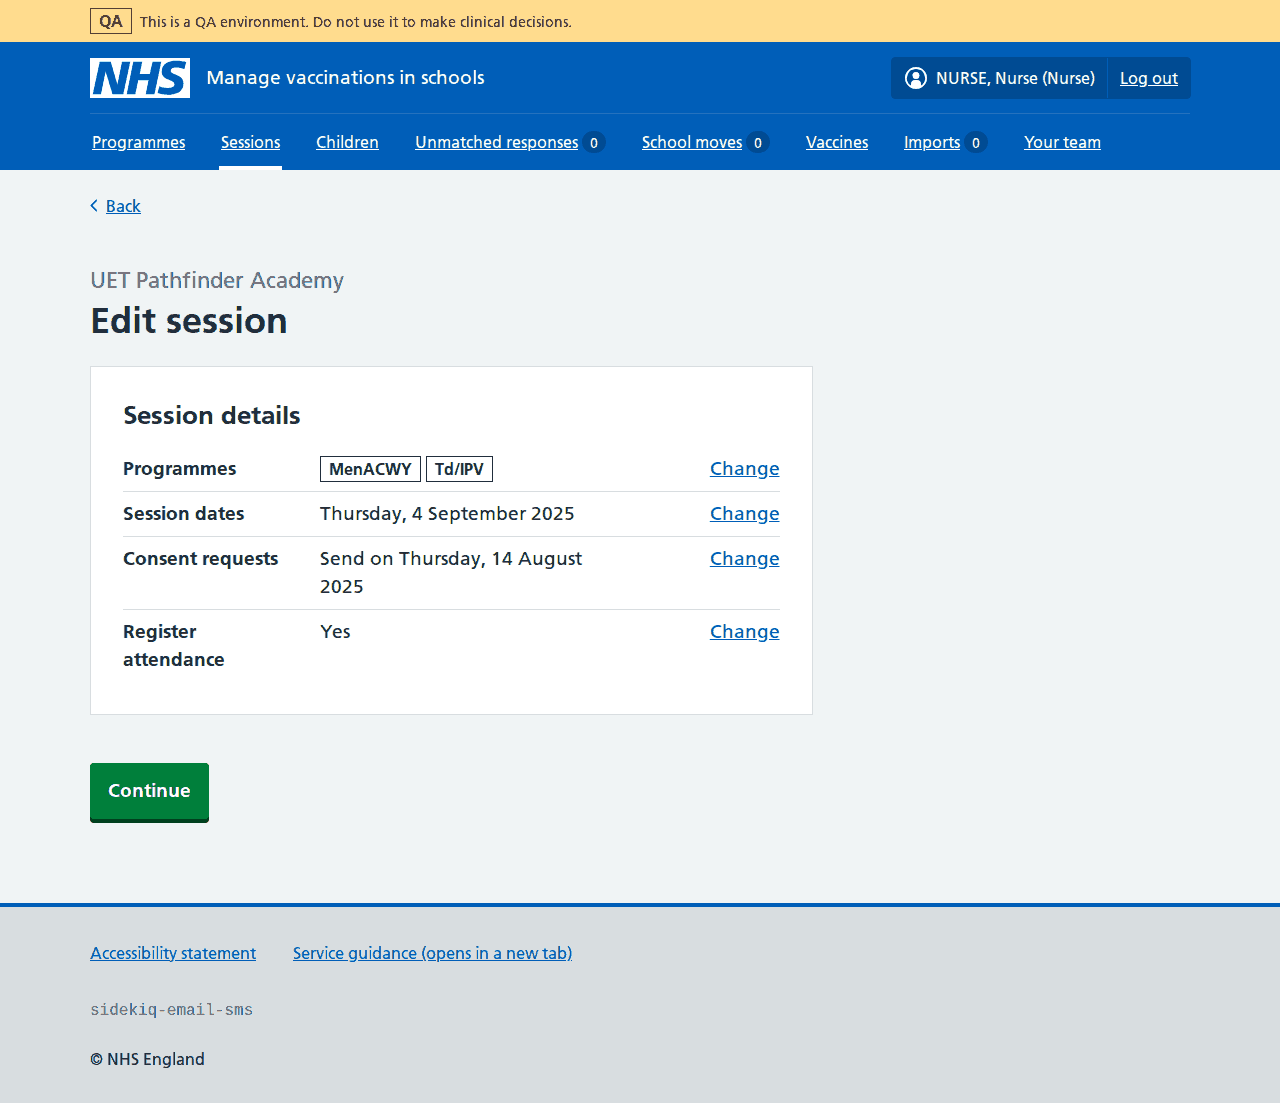 QA This is a QA environment. Do not use it to make clinical decisions.
NHS Manage vaccinations in schools NURSE, Nurse (Nurse) Log out
Programmes Sessions Children Unmatched responses 0 School moves 0 Vaccines Imports 0 Your team
Back
UET Pathfinder Academy
Edit session
Session details
Programmes MenACWY Td/IPV Change
Session dates Thursday, 4 September 2025 Change
Consent requests Send on Thursday, 14 August Change
2025
Register Yes Change
attendance
Continue
Accessibility statement Service guidance (opens in a new tab)
sidekiq-email-sms
© NHS England